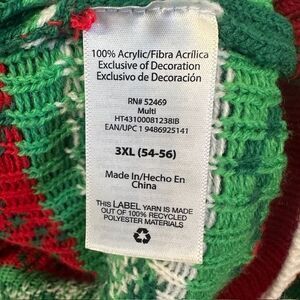 100% Acrylic/Fibra Acrílica
Exclusive of Decoration
Exclusivo de Decoración
RN# 52469
Multi
HT43100081238IB
EAN/UPC 1 9486925141
3XL (54-56)
Made In/Hecho En
China
THIS LABEL YARN IS MADE
OUT OF 100% RECYCLED
POLYESTER MATERIALS